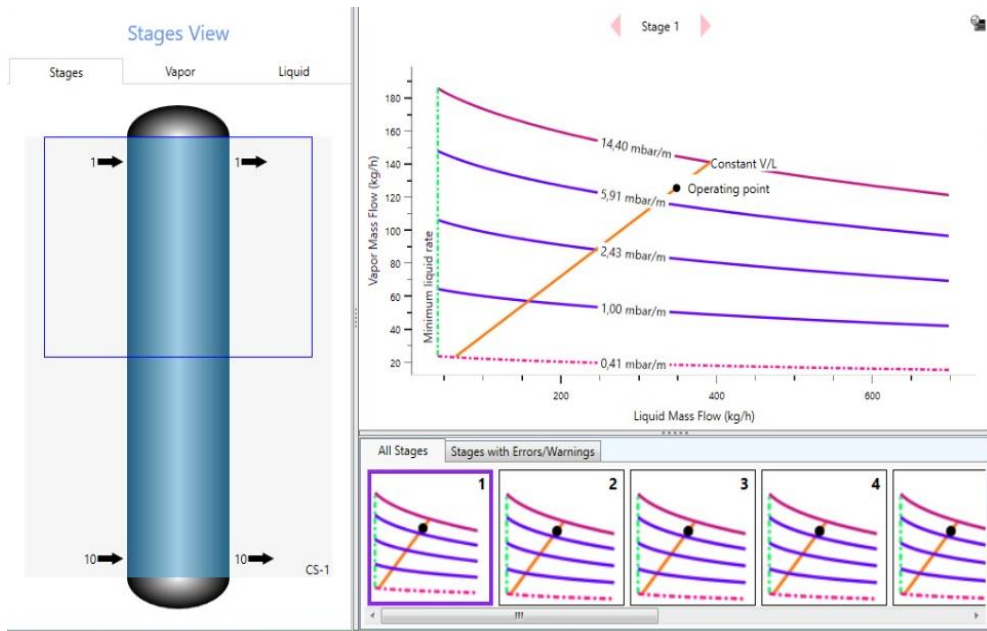 Stages View
Stages Vapor Liquid
1 1
10 10
CS-1
Stage 1
Vapor Mass Flow (kg/h)
180
160
140
120
100
80
60
40
20
Minimum liquid rate
14,40 mbar/m
Constant V/L
Operating point
5,91 mbar/m
2,43 mbar/m
1,00 mbar/m
0,41 mbar/m
200 400 600
Liquid Mass Flow (kg/h)
All Stages Stages with Errors/Warnings
1 2 3 4